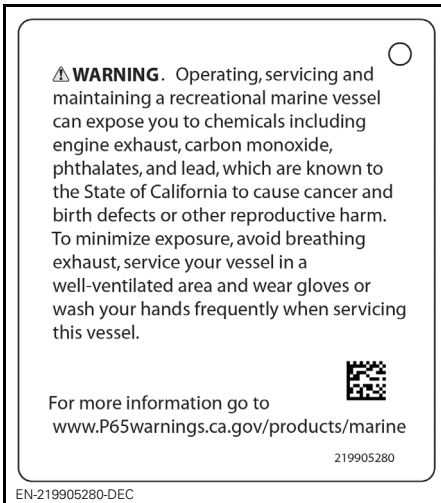 ⚠ WARNING. Operating, servicing and
maintaining a recreational marine vessel
can expose you to chemicals including
engine exhaust, carbon monoxide,
phthalates, and lead, which are known to
the State of California to cause cancer and
birth defects or other reproductive harm.
To minimize exposure, avoid breathing
exhaust, service your vessel in a
well-ventilated area and wear gloves or
wash your hands frequently when servicing
this vessel.
For more information go to
www.P65warnings.ca.gov/products/marine
219905280
EN-219905280-DEC